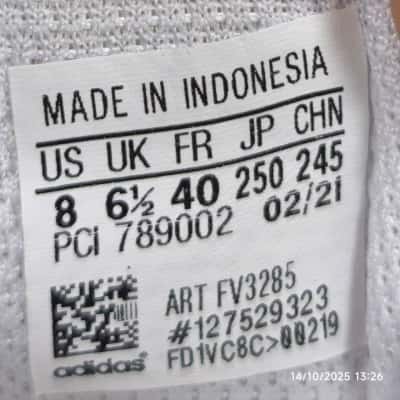 MADE IN INDONESIA
US UK FR JP CHN
8 6½ 40 250 245
PCI 789002 02/21
ART FV3285
#127529323
FD1VC8C>00219
adidas®
14/10/2025 13:26